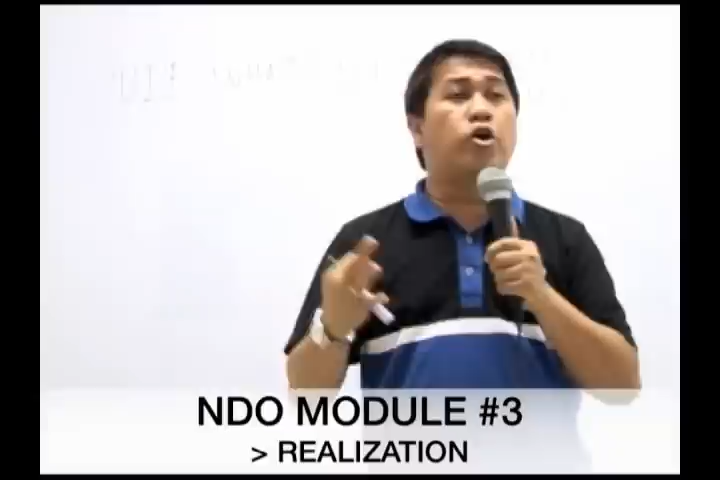 NDO MODULE #3
> REALIZATION